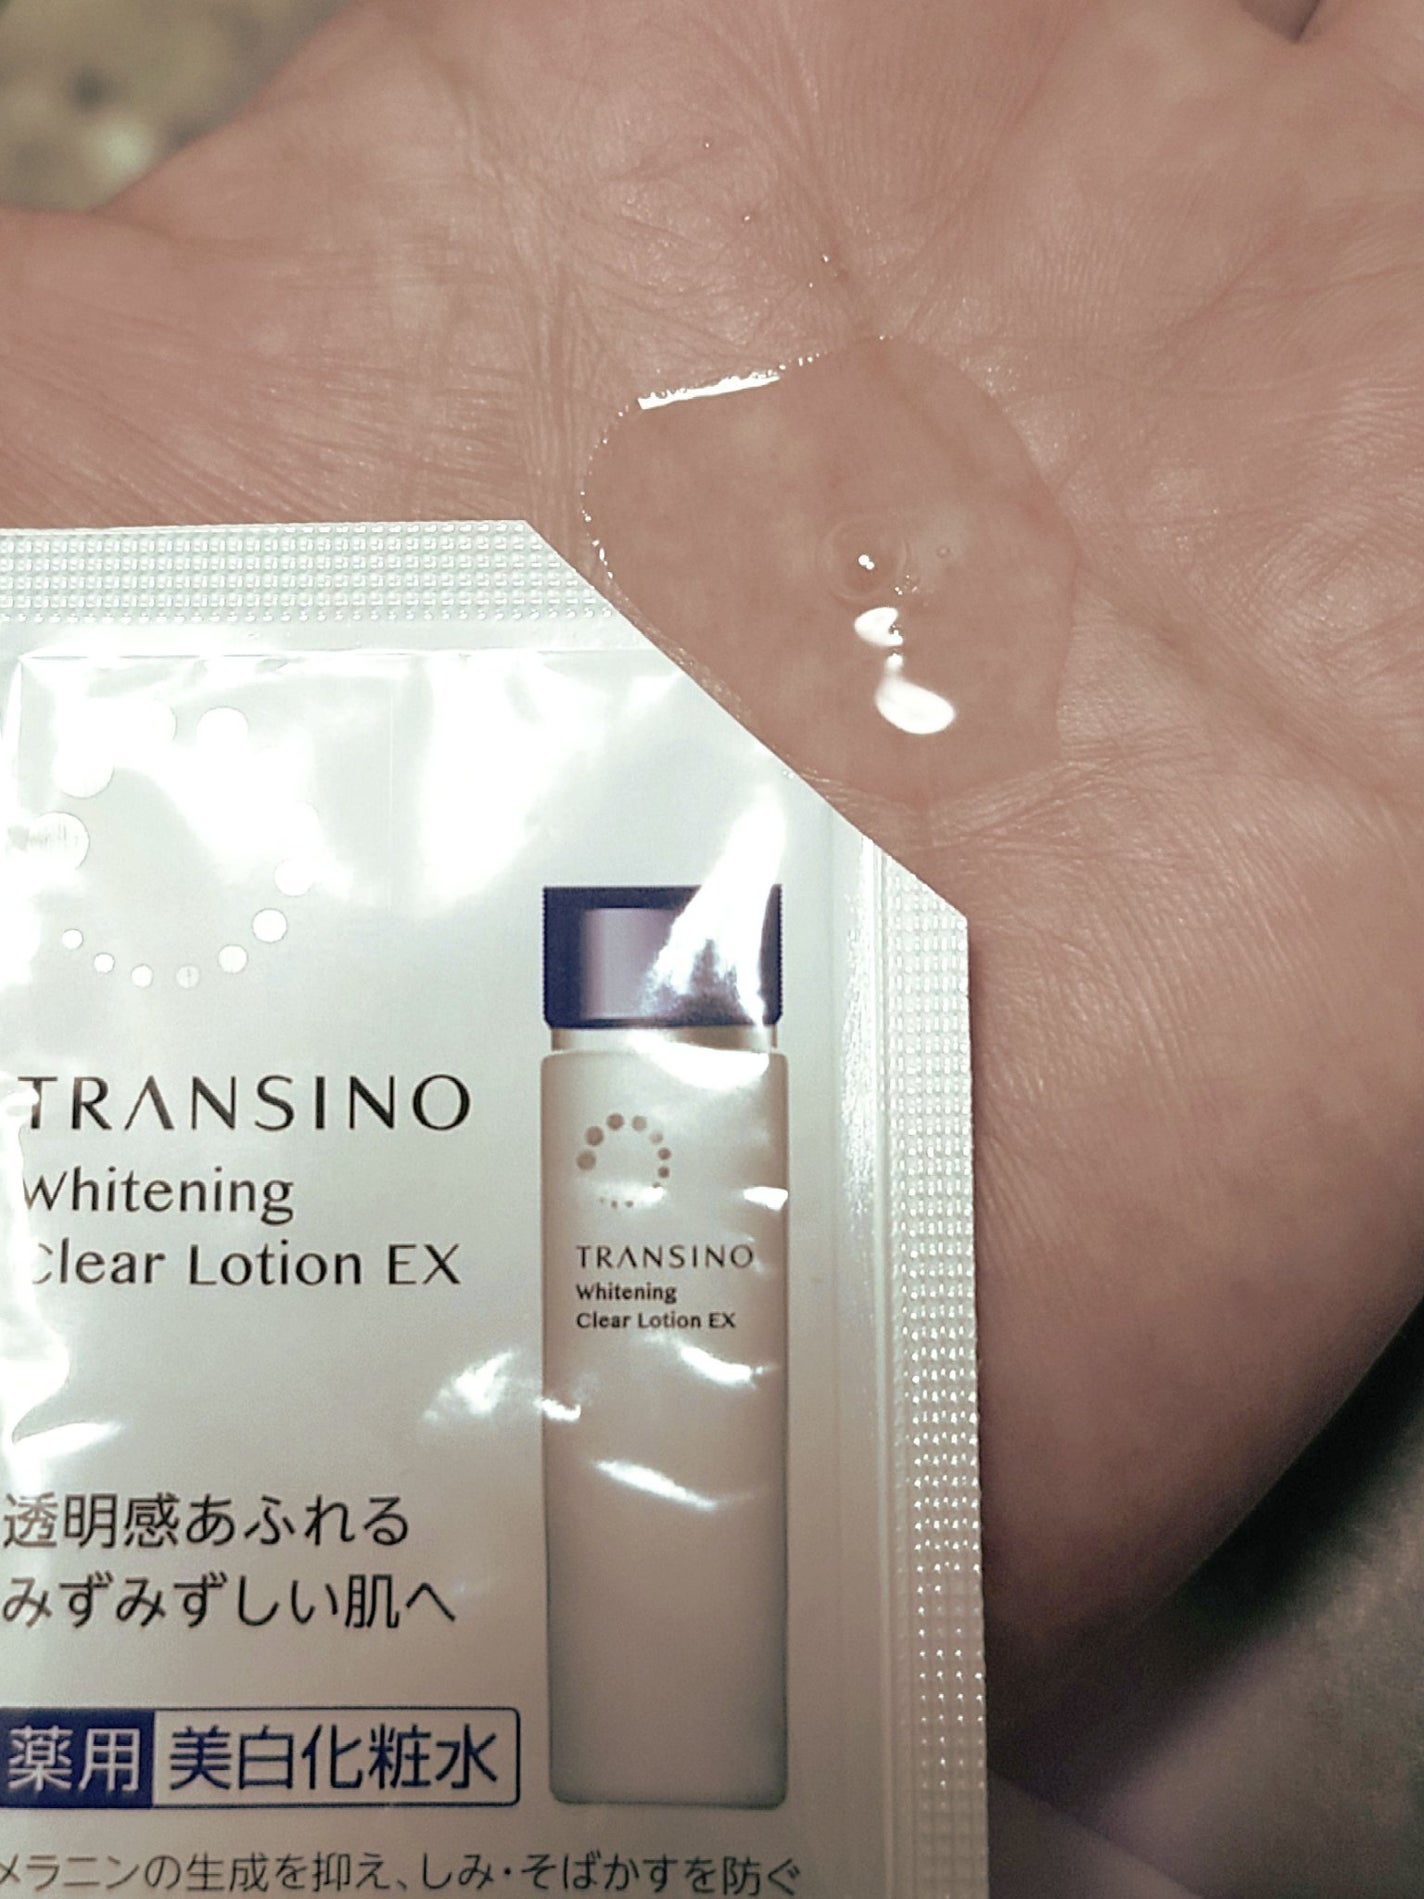 TRANSINO
Whitening
Clear Lotion EX
透明感あふれる
みずみずしい肌へ
薬用 美白化粧水
メラニンの生成を抑え、しみ・そばかすを防ぐ
TRANSINO
Whitening
Clear Lotion EX